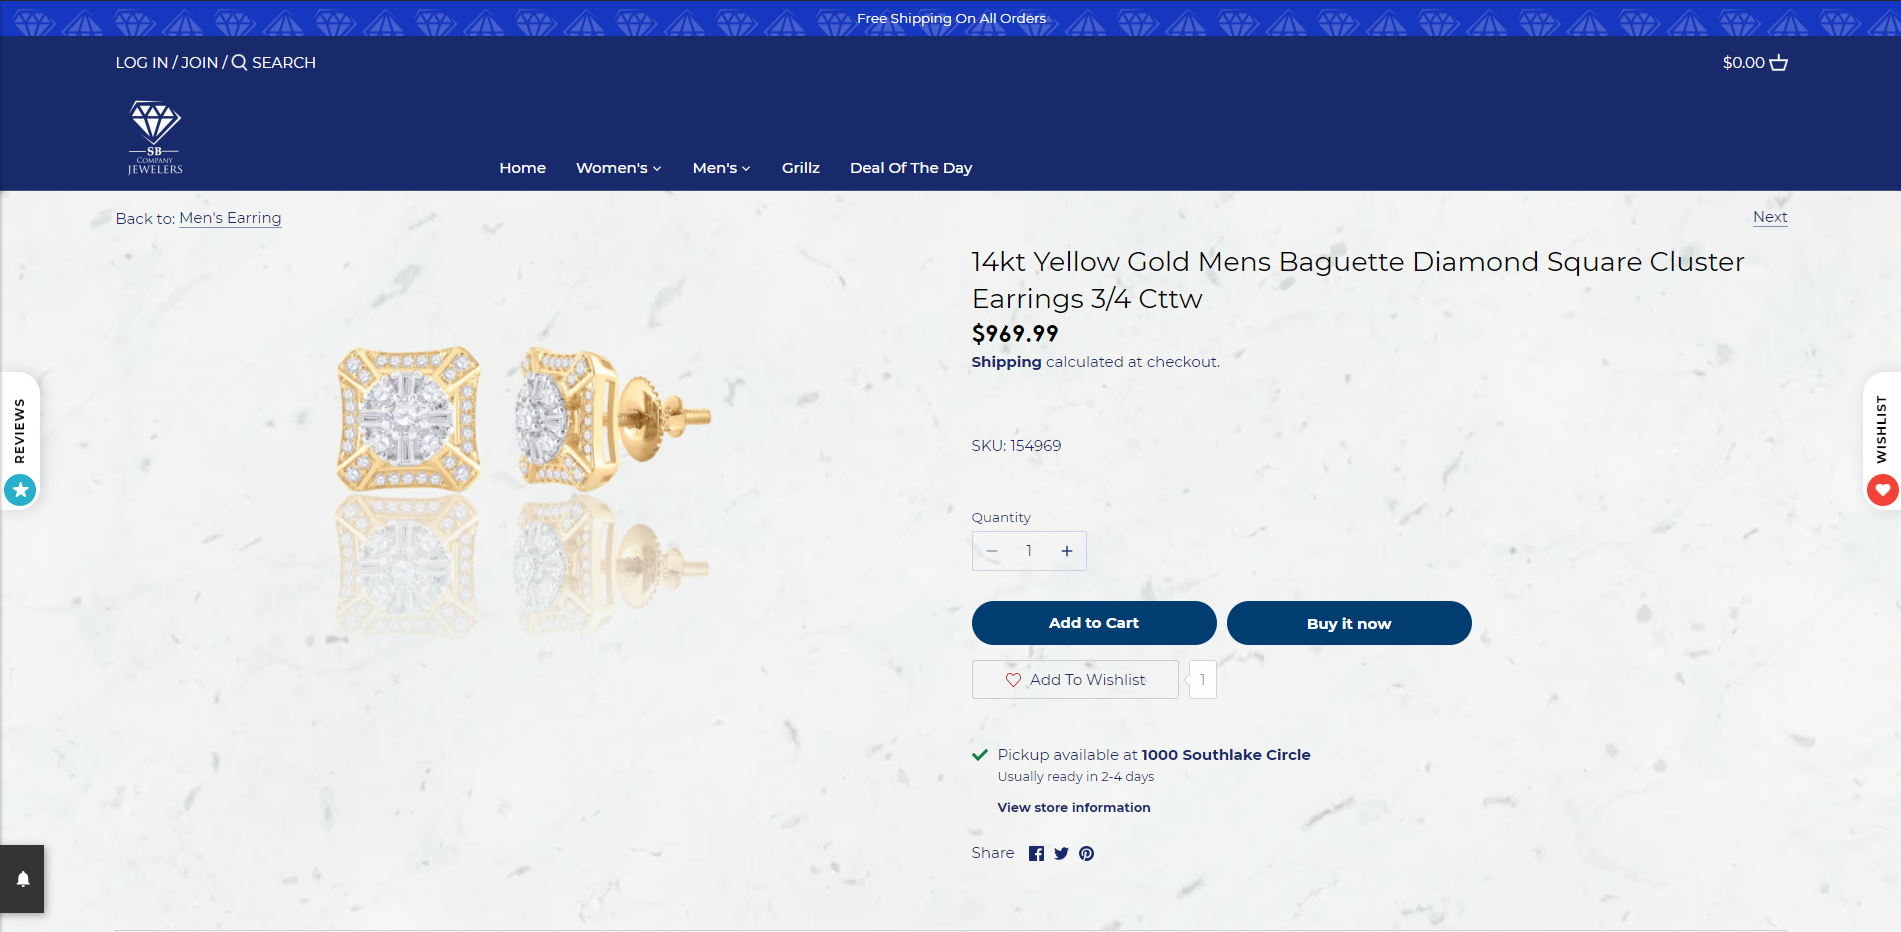 Free Shipping On All Orders
LOG IN / JOIN / SEARCH
$0.00
SB
COMPANY
JEWELERS
Home Women's Men's Grillz Deal Of The Day
Back to: Men's Earring
Next
14kt Yellow Gold Mens Baguette Diamond Square Cluster
Earrings 3/4 Cttw
$969.99
Shipping calculated at checkout.
REVIEWS
WISHLIST
SKU: 154969
Quantity
1
Add to Cart
Buy it now
Add To Wishlist
1
Pickup available at 1000 Southlake Circle
Usually ready in 2-4 days
View store information
Share